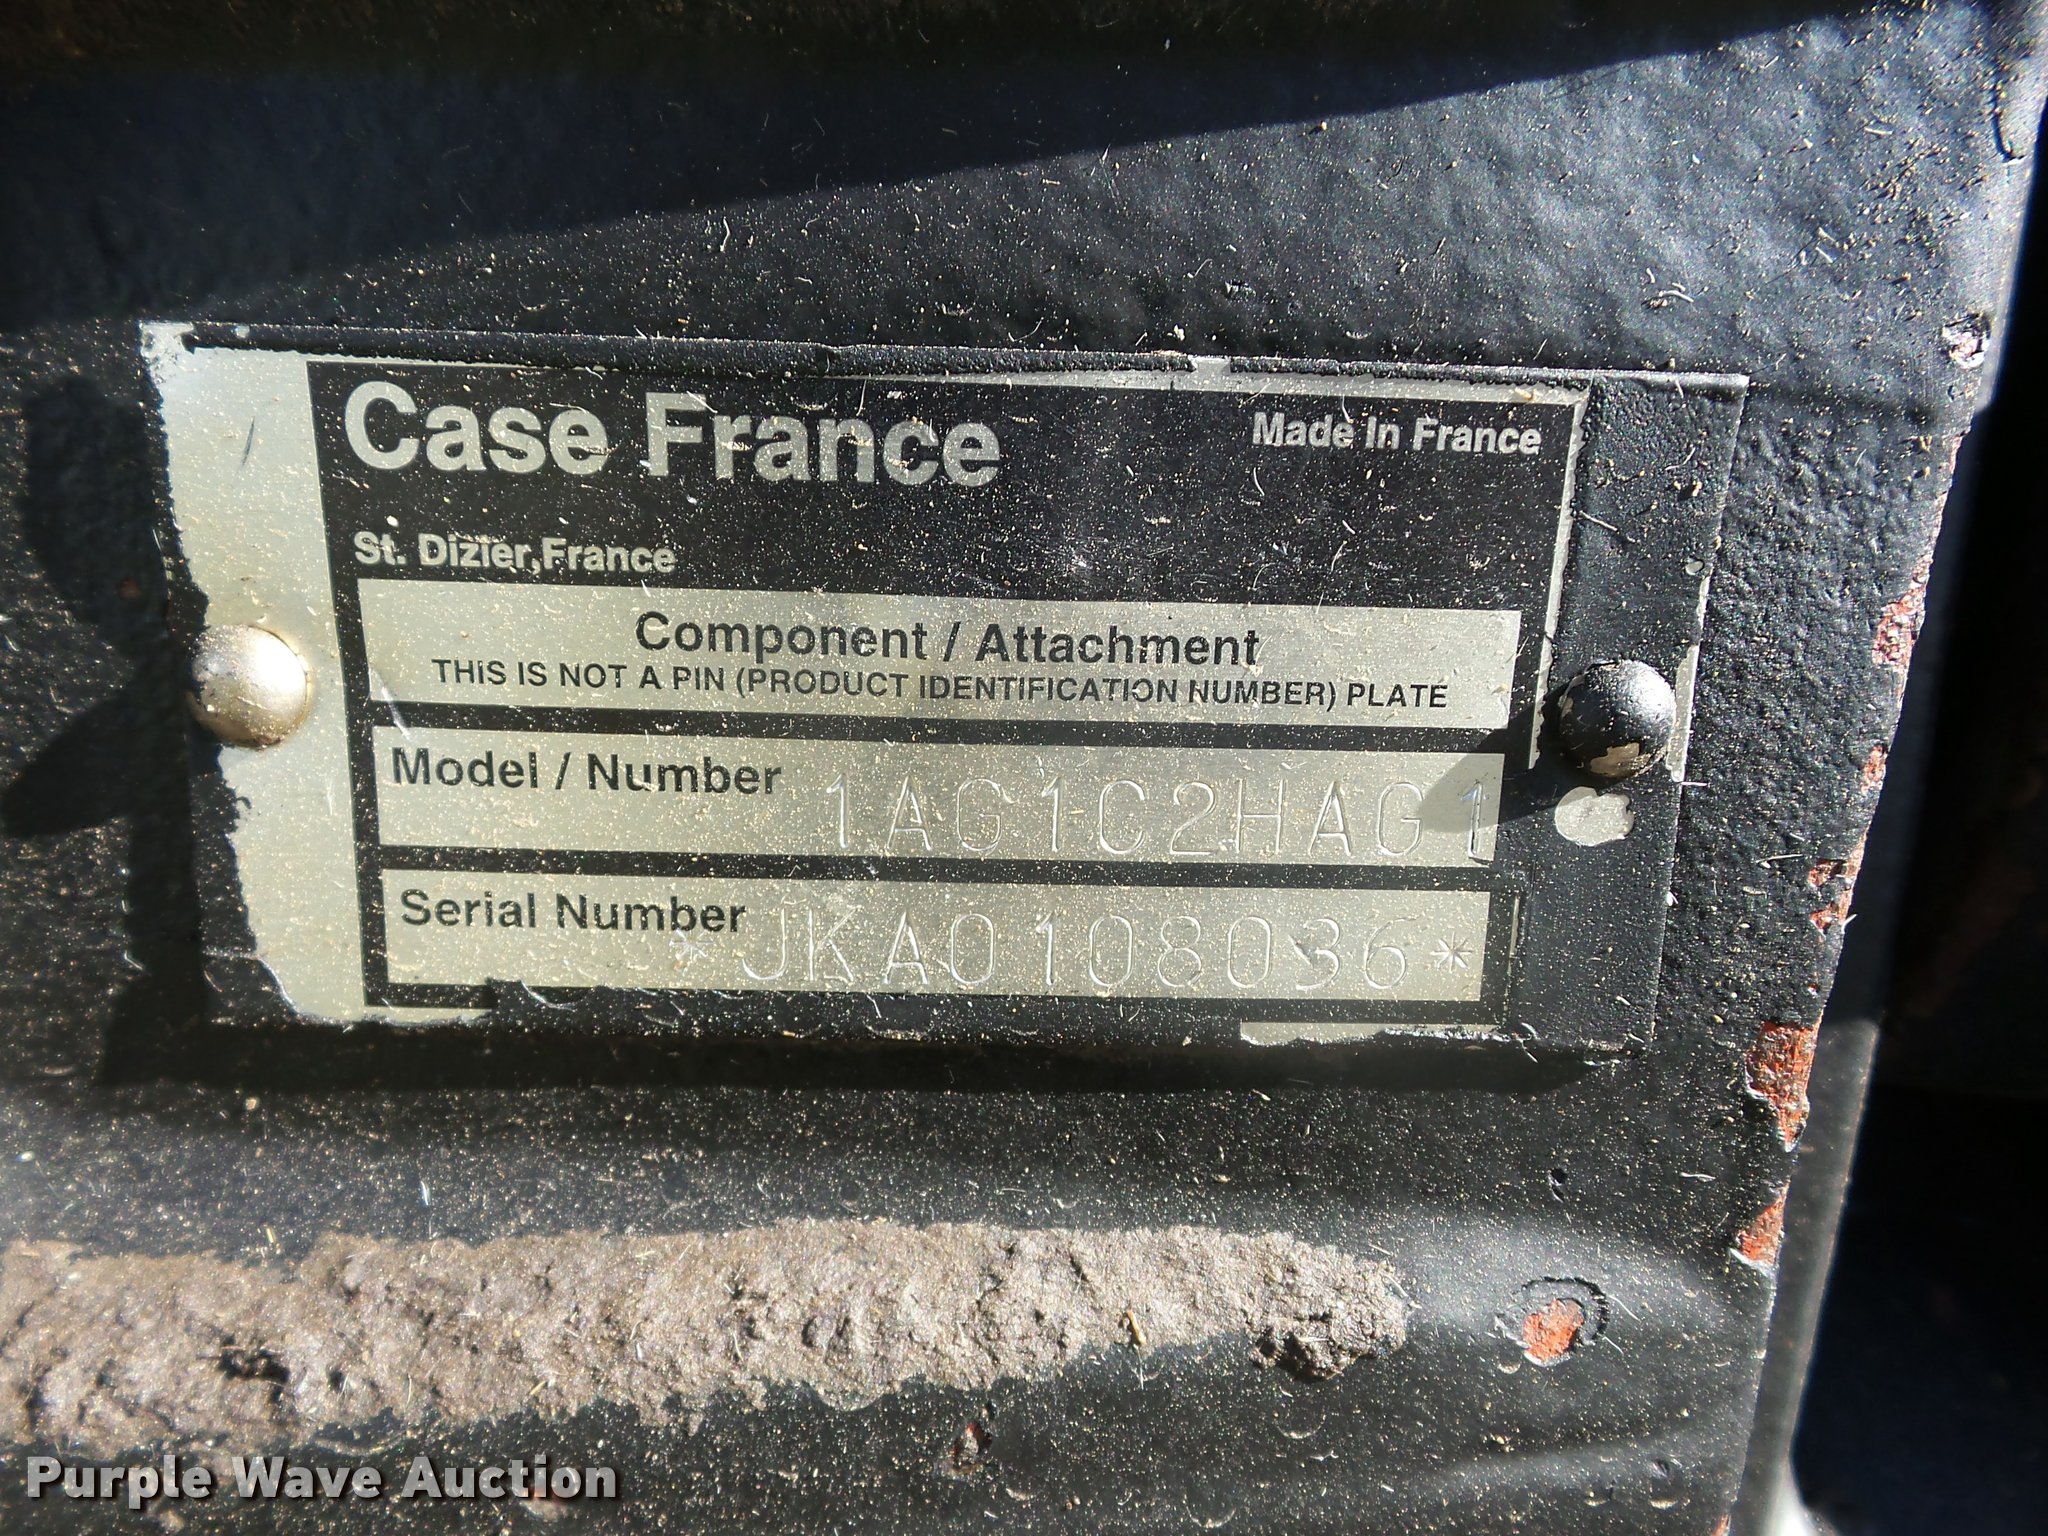 Case France
Made In France
St. Dizier,France
Component / Attachment
THIS IS NOT A PIN (PRODUCT IDENTIFICATION NUMBER) PLATE
Model / Number 1AG1C2HAG1
Serial Number *JKA0108036*
Purple Wave Auction